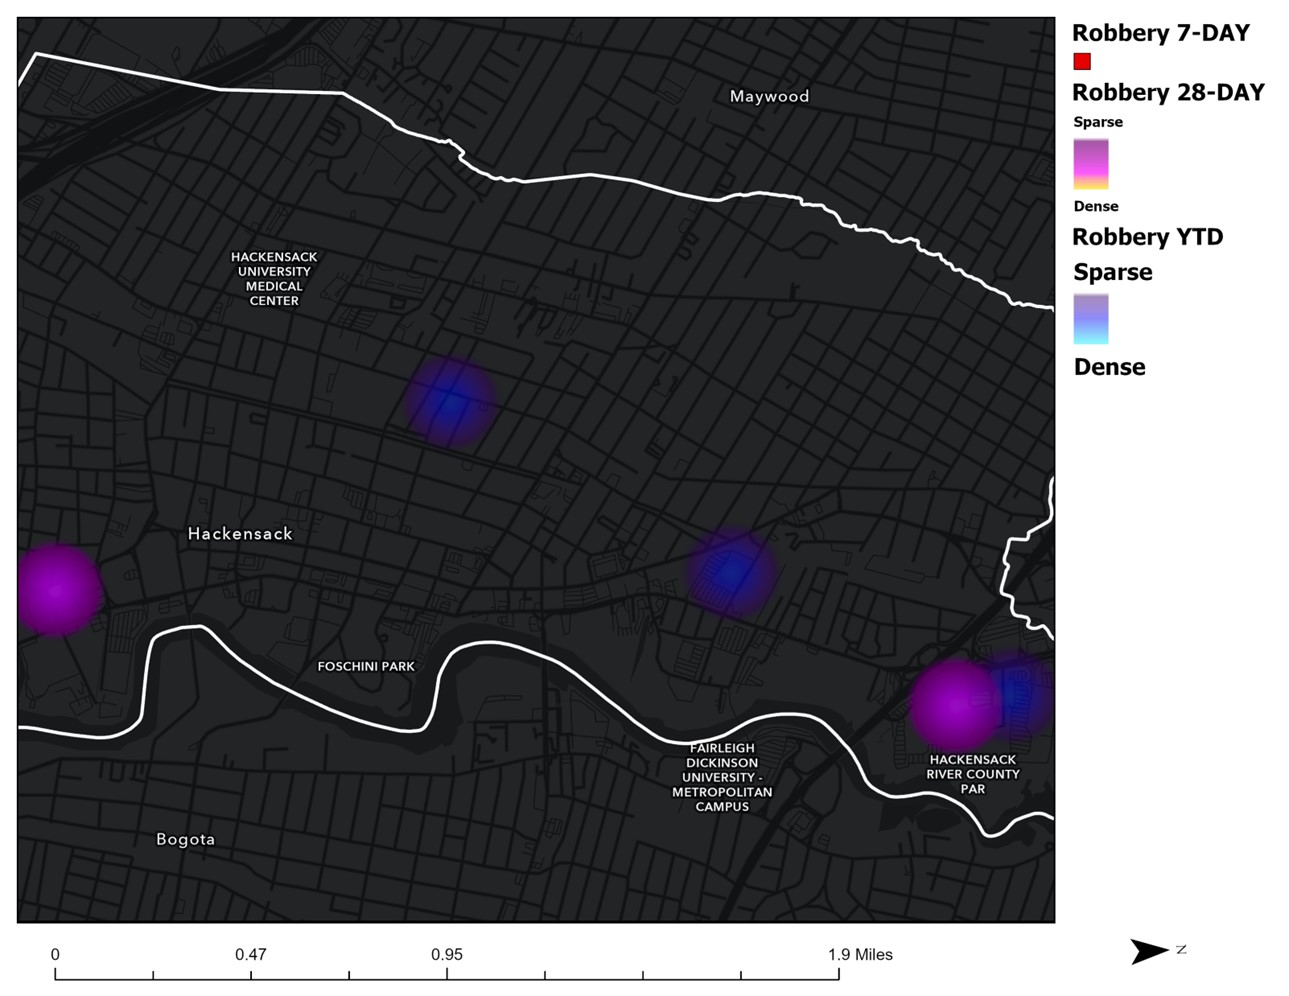 Maywood
HACKENSACK
UNIVERSITY
MEDICAL
CENTER
Hackensack
FOSCHINI PARK
FAIRLEIGH
DICKINSON
UNIVERSITY -
METROPOLITAN
CAMPUS
HACKENSACK
RIVER COUNTY
PAR
Bogota
Robbery 7-DAY
Robbery 28-DAY
Sparse
Dense
Robbery YTD
Sparse
Dense
0 0.47 0.95 1.9 Miles
N